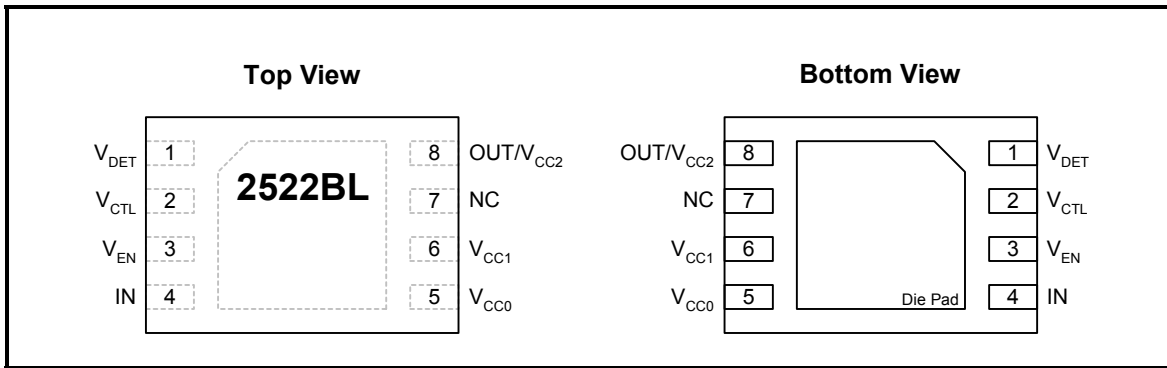 Top View
V_DET 1
V_CTL 2
V_EN 3
IN 4
2522BL
8 OUT/V_CC2
7 NC
6 V_CC1
5 V_CC0
Bottom View
OUT/V_CC2 8
NC 7
V_CC1 6
V_CC0 5
Die Pad
1 V_DET
2 V_CTL
3 V_EN
4 IN